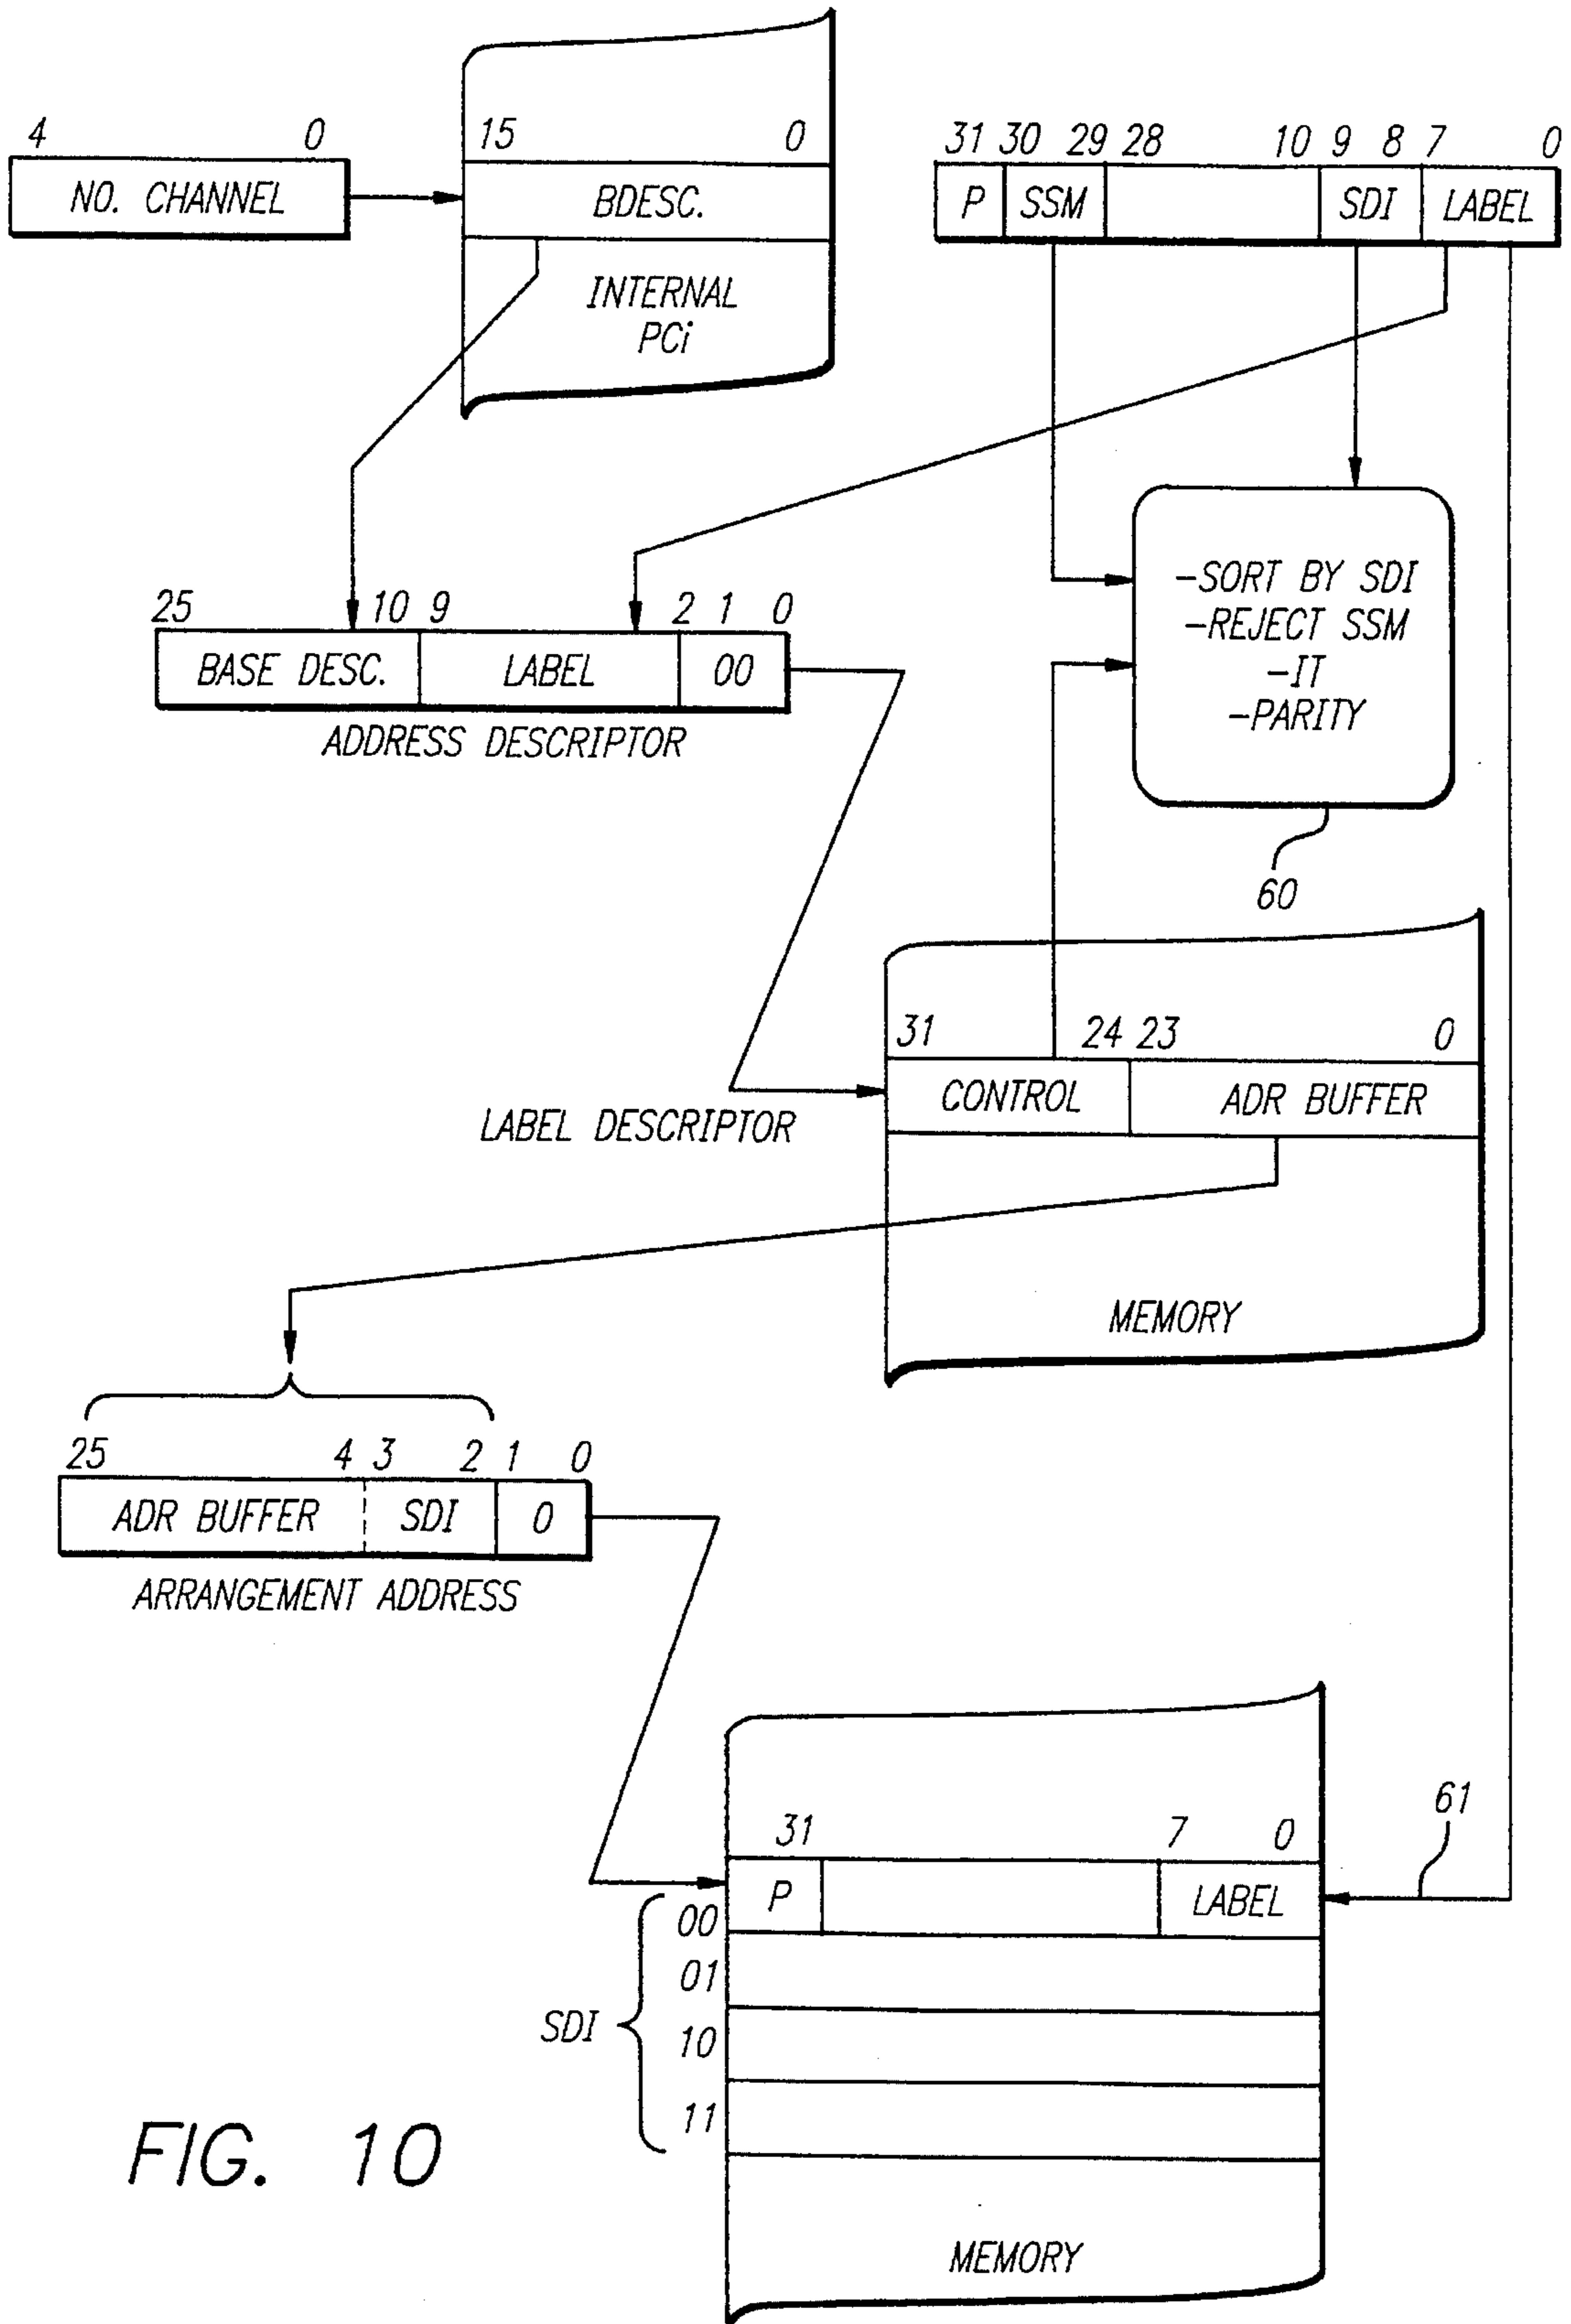 4 0
NO. CHANNEL
15 0
BDESC.
INTERNAL
PCi
31 30 29 28 10 9 8 7 0
P SSM SDI LABEL
-SORT BY SDI
-REJECT SSM
-IT
-PARITY
60
25 10 9 2 1 0
BASE DESC. LABEL 00
ADDRESS DESCRIPTOR
31 24 23 0
CONTROL ADR BUFFER
LABEL DESCRIPTOR
MEMORY
25 4 3 2 1 0
ADR BUFFER SDI 0
ARRANGEMENT ADDRESS
61
31 7 0
P LABEL
00
01
SDI
10
11
MEMORY
FIG. 10